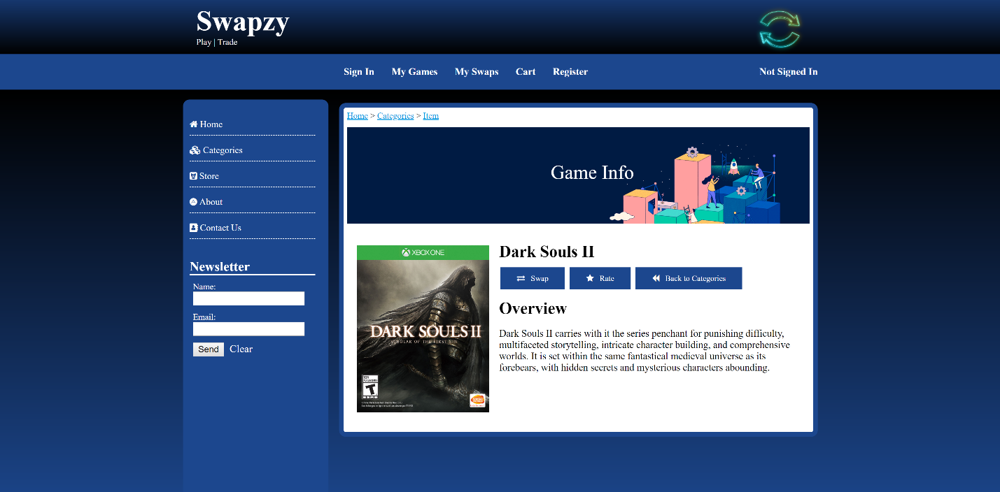 Swapzy
Play | Trade
Sign In
My Games
My Swaps
Cart
Register
Not Signed In
Home
Categories
Store
About
Contact Us
Newsletter
Name:
Email:
Send
Clear
Home > Categories > Item
Game Info
XBOX ONE
DARK SOULS II
SCHOLAR OF THE FIRST SIN
T
ESRB
Dark Souls II
Swap
Rate
Back to Categories
Overview
Dark Souls II carries with it the series penchant for punishing difficulty,
multifaceted storytelling, intricate character building, and comprehensive
worlds. It is set within the same fantastical medieval universe as its
forebears, with hidden secrets and mysterious characters abounding.